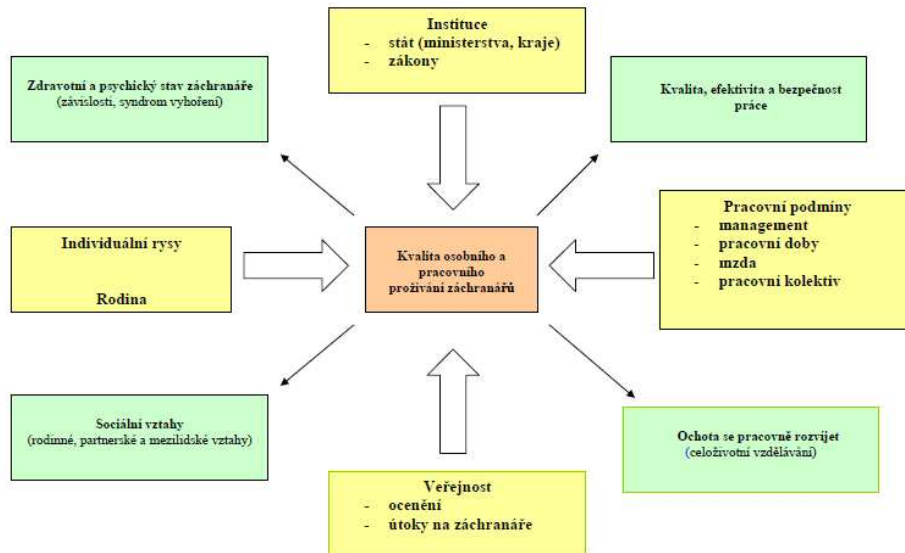 Instituce
- stát (ministerstva, kraje)
- zákony
Zdravotní a psychický stav záchranáře
(závislosti, syndrom vyhoření)
Kvalita, efektivita a bezpečnost
práce
Individuální rysy
Rodina
Kvalita osobního a
pracovního
prožívání záchranářů
Pracovní podmíny
- management
- pracovní doby
- mzda
- pracovní kolektiv
Sociální vztahy
(rodinné, partnerské a mezilidské vztahy)
Ochota se pracovně rozvíjet
(celoživotní vzdělávání)
Veřejnost
- ocenění
- útoky na záchranáře